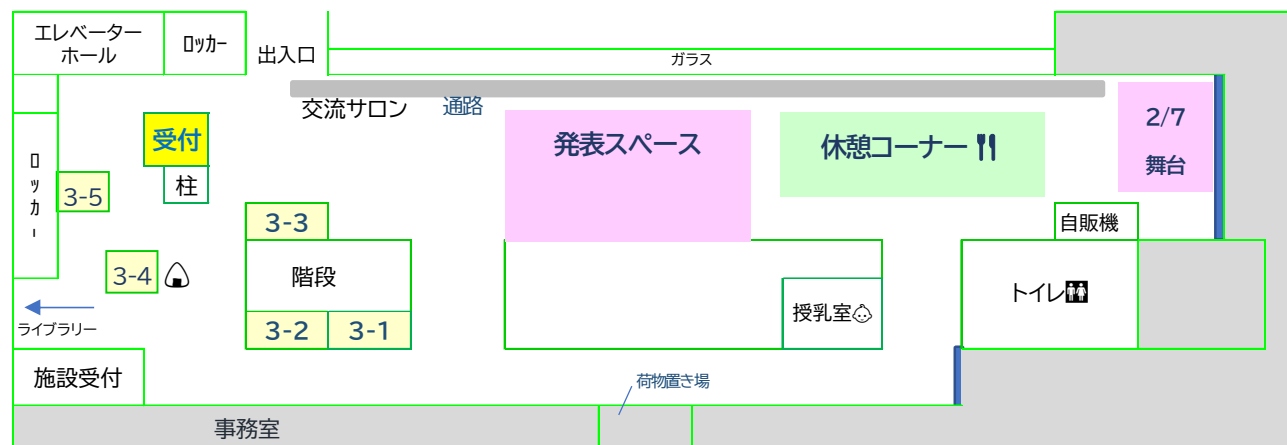 エレベーター
ホール
ロッカー
出入口
ガラス
交流サロン
通路
受付
柱
発表スペース
休憩コーナー
2/7
舞台
ロッカー
3-5
3-3
自販機
3-4
階段
トイレ
授乳室
ライブラリー
3-2
3-1
施設受付
荷物置き場
事務室